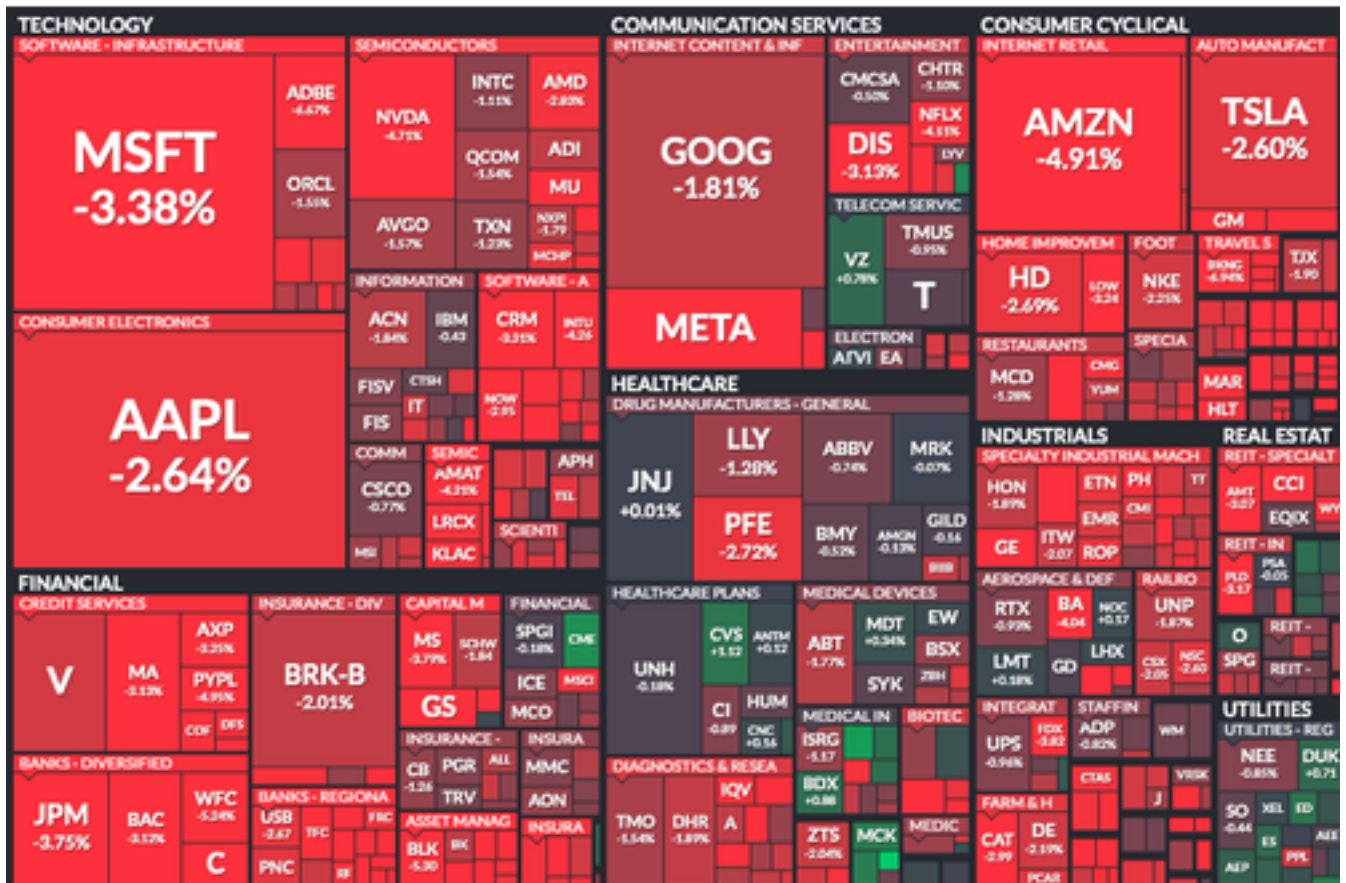 TECHNOLOGY
SOFTWARE - INFRASTRUCTURE
MSFT
-3.38%
ADBE
-6.67%
ORCL
-1.55%
SEMICONDUCTORS
NVDA
-4.71%
INTC
-1.11%
AMD
-2.83%
QCOM
-1.54%
ADI
MU
AVGO
-1.57%
TXN
-1.23%
NXPI
-1.79
MCHP
CONSUMER ELECTRONICS
AAPL
-2.64%
INFORMATION
ACN
-1.84%
IBM
-0.43
FISV
CTSH
IT
FIS
SOFTWARE - A
CRM
-3.31%
INTU
-4.26
NOW
-2.95
COMM
CSCO
-0.77%
MSI
SEMIC
AMAT
-4.21%
LRCX
KLAC
APH
TEL
SCIENTI
COMMUNICATION SERVICES
INTERNET CONTENT & INF
GOOG
-1.81%
META
ENTERTAINMENT
CMCSA
-0.50%
CHTR
-1.50%
DIS
-3.13%
NFLX
-4.51%
LYV
TELECOM SERVIC
VZ
+0.78%
TMUS
-0.95%
T
ELECTRON
ATVI
EA
CONSUMER CYCLICAL
INTERNET RETAIL
AMZN
-4.91%
AUTO MANUFACT
TSLA
-2.60%
GM
HOME IMPROVEM
HD
-2.69%
LOW
-3.24
FOOT
NKE
-2.25%
TRAVEL S
BKNG
-6.94%
TJX
-1.90
RESTAURANTS
MCD
-1.28%
CMG
YUM
SPECIA
MAR
HLT
FINANCIAL
CREDIT SERVICES
V
MA
-3.13%
AXP
-3.25%
PYPL
-4.95%
COF
DFS
INSURANCE - DIV
BRK-B
-2.01%
CAPITAL M
MS
-3.79%
SCHW
-1.84
GS
FINANCIAL
SPGI
-0.18%
CME
ICE
MSCI
MCO
BANKS - DIVERSIFIED
JPM
-3.75%
BAC
-3.52%
WFC
-5.24%
C
BANKS - REGIONA
USB
-2.67
TFC
FRC
PNC
RF
INSURANCE -
CB
-1.26
PGR
ALL
TRV
INSURA
MMC
AON
ASSET MANAG
BLK
-5.30
BX
INSURA
HEALTHCARE
DRUG MANUFACTURERS - GENERAL
JNJ
+0.01%
LLY
-1.28%
PFE
-2.72%
ABBV
-0.74%
MRK
-0.07%
BMY
-0.52%
AMGN
-0.13%
GILD
-0.56
BIIB
HEALTHCARE PLANS
UNH
-0.18%
CVS
+1.12
ANTM
+0.12
CI
-0.89
HUM
CNC
+0.56
MEDICAL DEVICES
ABT
-1.77%
MDT
+0.34%
EW
BSX
SYK
ZBH
MEDICAL IN
ISRG
-5.17
BDX
+0.88
BIOTEC
DIAGNOSTICS & RESEA
TMO
-1.54%
DHR
-1.89%
IQV
A
ZTS
-2.04%
MCK
MEDIC
INDUSTRIALS
SPECIALTY INDUSTRIAL MACH
HON
-1.89%
ETN
PH
TT
EMR
CMI
GE
ITW
-2.07
ROP
AEROSPACE & DEF
RTX
-0.93%
BA
-4.04
NOC
+0.17
LMT
+0.18%
GD
LHX
RAILRO
UNP
-1.87%
CSX
-2.05
NSC
-2.60
INTEGRAT
UPS
-0.96%
FDX
-3.82
STAFFIN
ADP
-0.82%
WM
CTAS
J
VRSK
FARM & H
CAT
-2.99
DE
-2.19%
PCAR
REAL ESTAT
REIT - SPECIALT
AMT
-3.07
CCI
EQIX
WY
REIT - IN
PLD
-3.17
PSA
-0.05
O
REIT -
SPG
REIT -
UTILITIES
UTILITIES - REG
NEE
-0.85%
DUK
+0.71
SO
-0.44
XEL
ED
ES
AEE
PPL
AEP